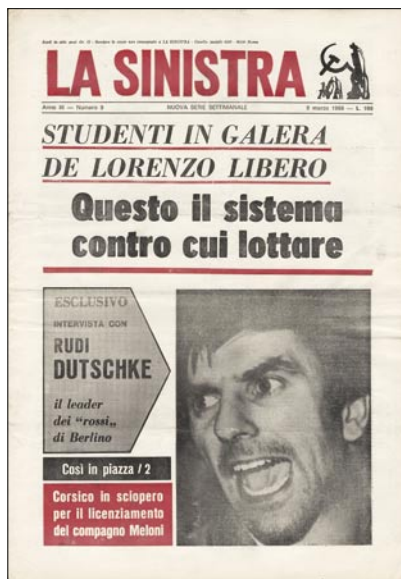 LA SINISTRA
Anno III — Numero 9 NUOVA SERIE SETTIMANALE 9 marzo 1968 — L. 100
STUDENTI IN GALERA
DE LORENZO LIBERO
Questo il sistema
contro cui lottare
ESCLUSIVO
INTERVISTA CON
RUDI
DUTSCHKE
il leader
dei "rossi"
di Berlino
Così in piazza / 2
Corsico in sciopero
per il licenziamento
del compagno Meloni